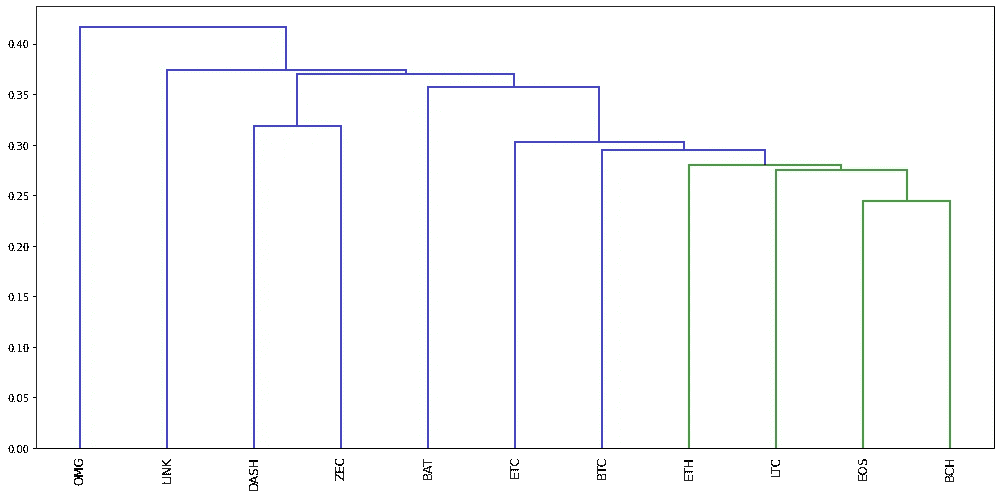 0.40
0.35
0.30
0.25
0.20
0.15
0.10
0.05
0.00
OMG
LINK
DASH
ZEC
BAT
ETC
BTC
ETH
LTC
EOS
BCH